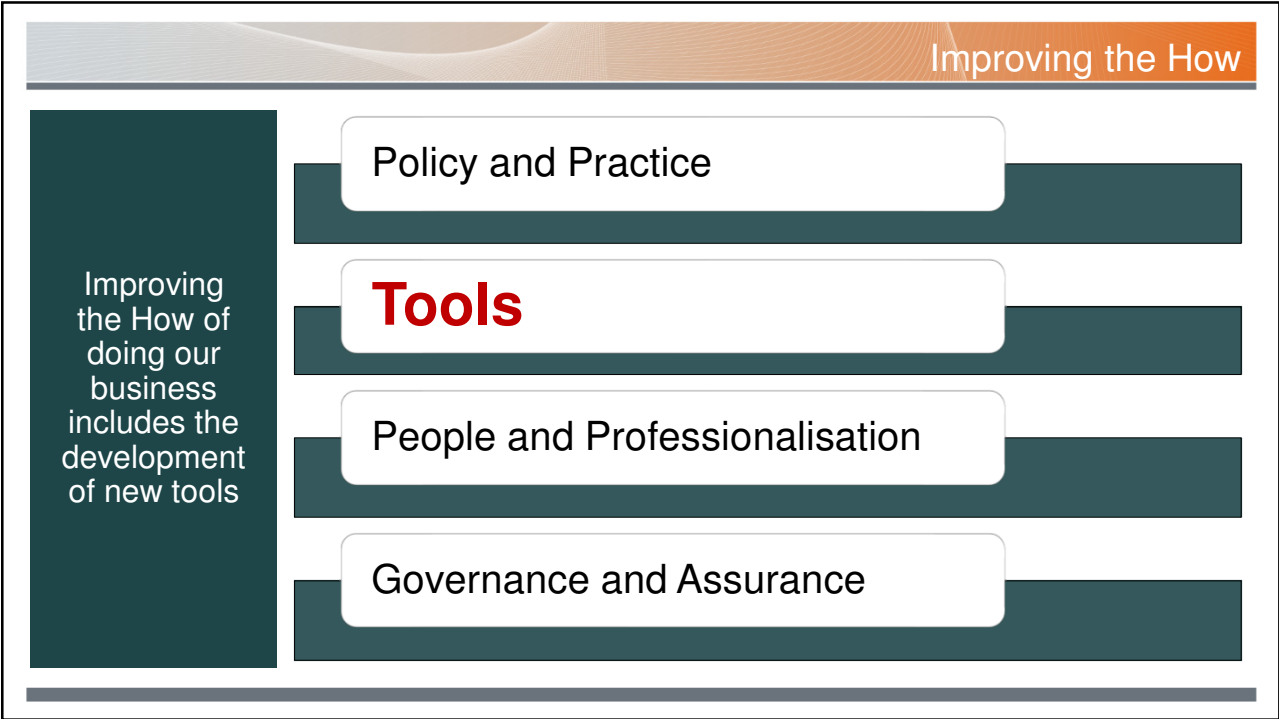 Improving the How
Improving
the How of
doing our
business
includes the
development
of new tools
Policy and Practice
Tools
People and Professionalisation
Governance and Assurance